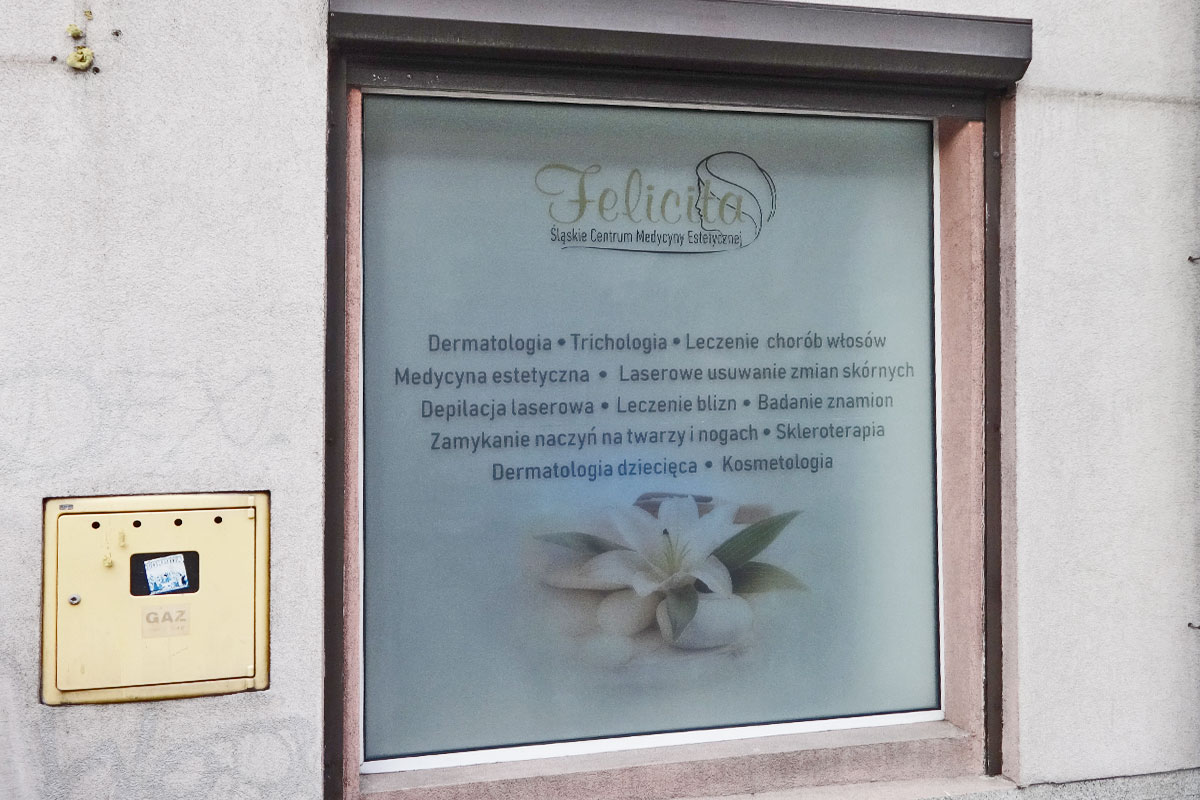 Felicita
Śląskie Centrum Medycyny Estetycznej
Dermatologia • Trichologia • Leczenie chorób włosów
Medycyna estetyczna • Laserowe usuwanie zmian skórnych
Depilacja laserowa • Leczenie blizn • Badanie znamion
Zamykanie naczyń na twarzy i nogach • Skleroterapia
Dermatologia dziecięca • Kosmetologia
GAZ